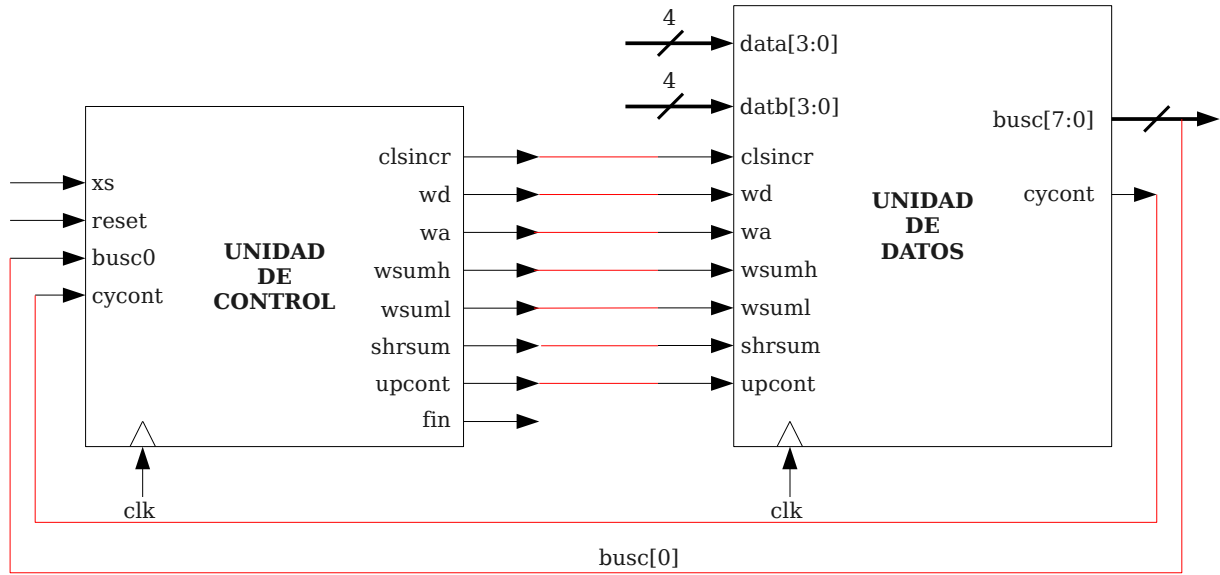 xs
reset
busc0
cycont
UNIDAD
DE
CONTROL
clsincr
wd
wa
wsumh
wsuml
shrsum
upcont
fin
clk
4
data[3:0]
4
datb[3:0]
clsincr
wd
wa
wsumh
wsuml
shrsum
upcont
UNIDAD
DE
DATOS
busc[7:0]
cycont
clk
busc[0]